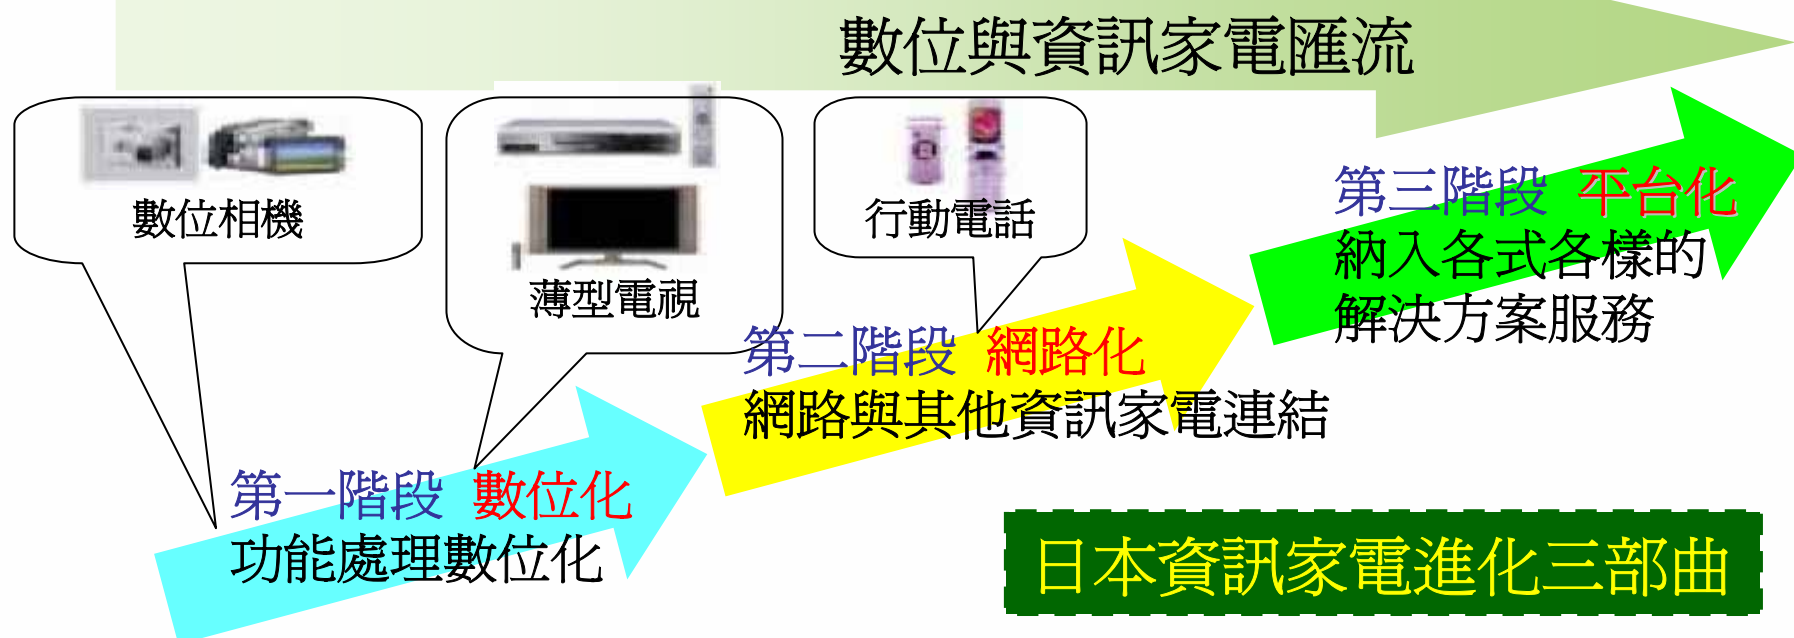 數位與資訊家電匯流
數位相機
薄型電視
行動電話
第三階段 平台化
納入各式各樣的
解決方案服務
第二階段 網路化
網路與其他資訊家電連結
第一階段 數位化
功能處理數位化
日本資訊家電進化三部曲